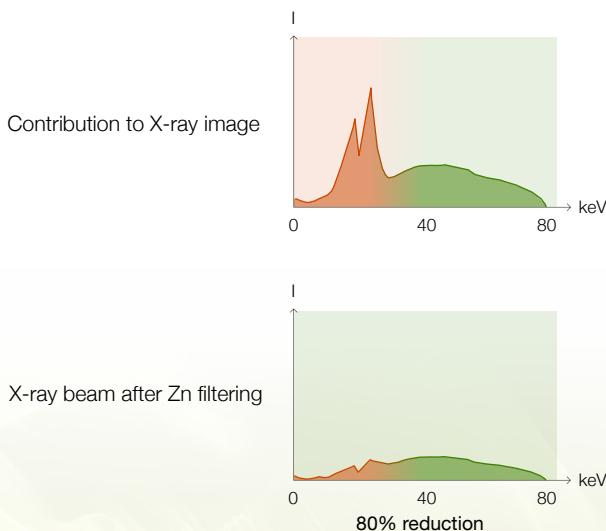 I
Contribution to X-ray image
keV
0 40 80
I
X-ray beam after Zn filtering
keV
0 40 80
80% reduction